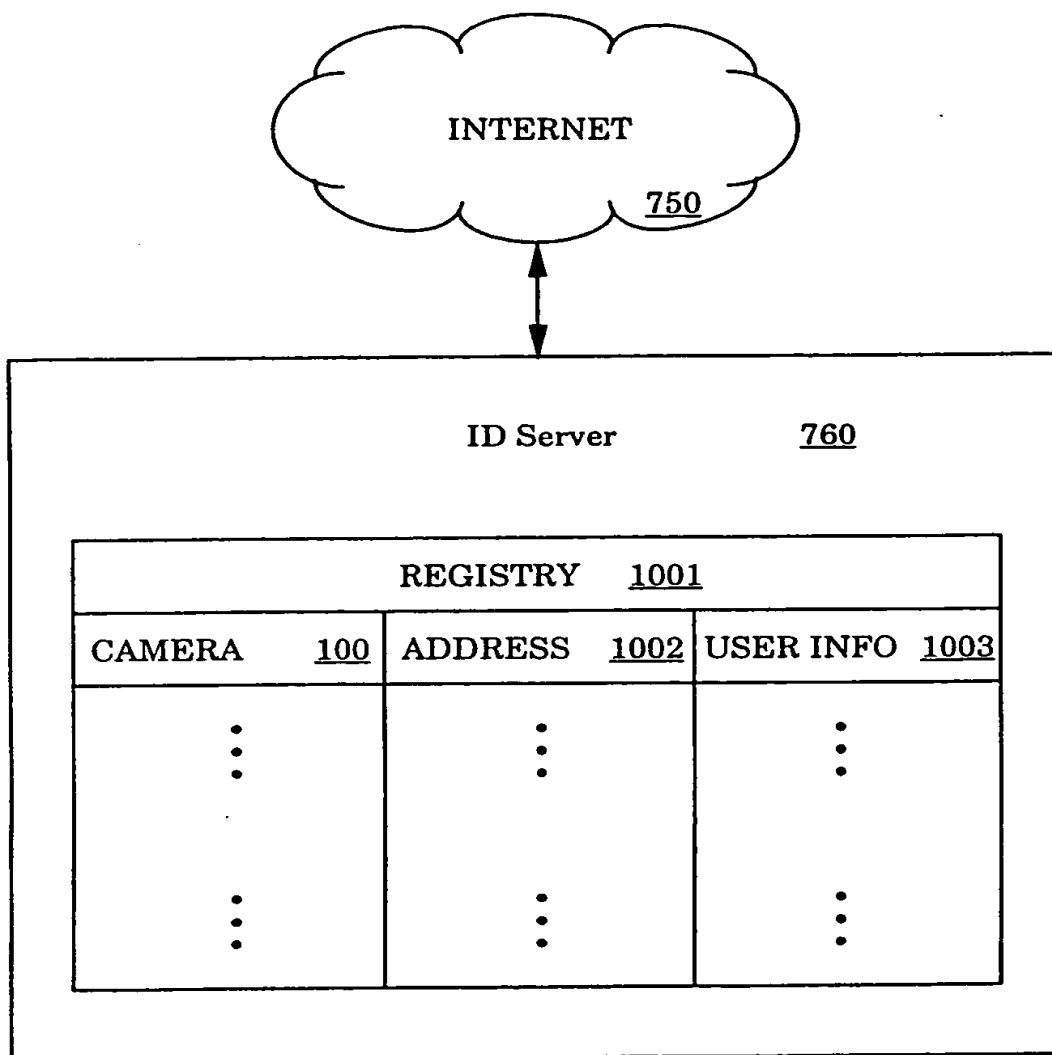 INTERNET
750
ID Server 760
REGISTRY 1001
CAMERA 100 ADDRESS 1002 USER INFO 1003